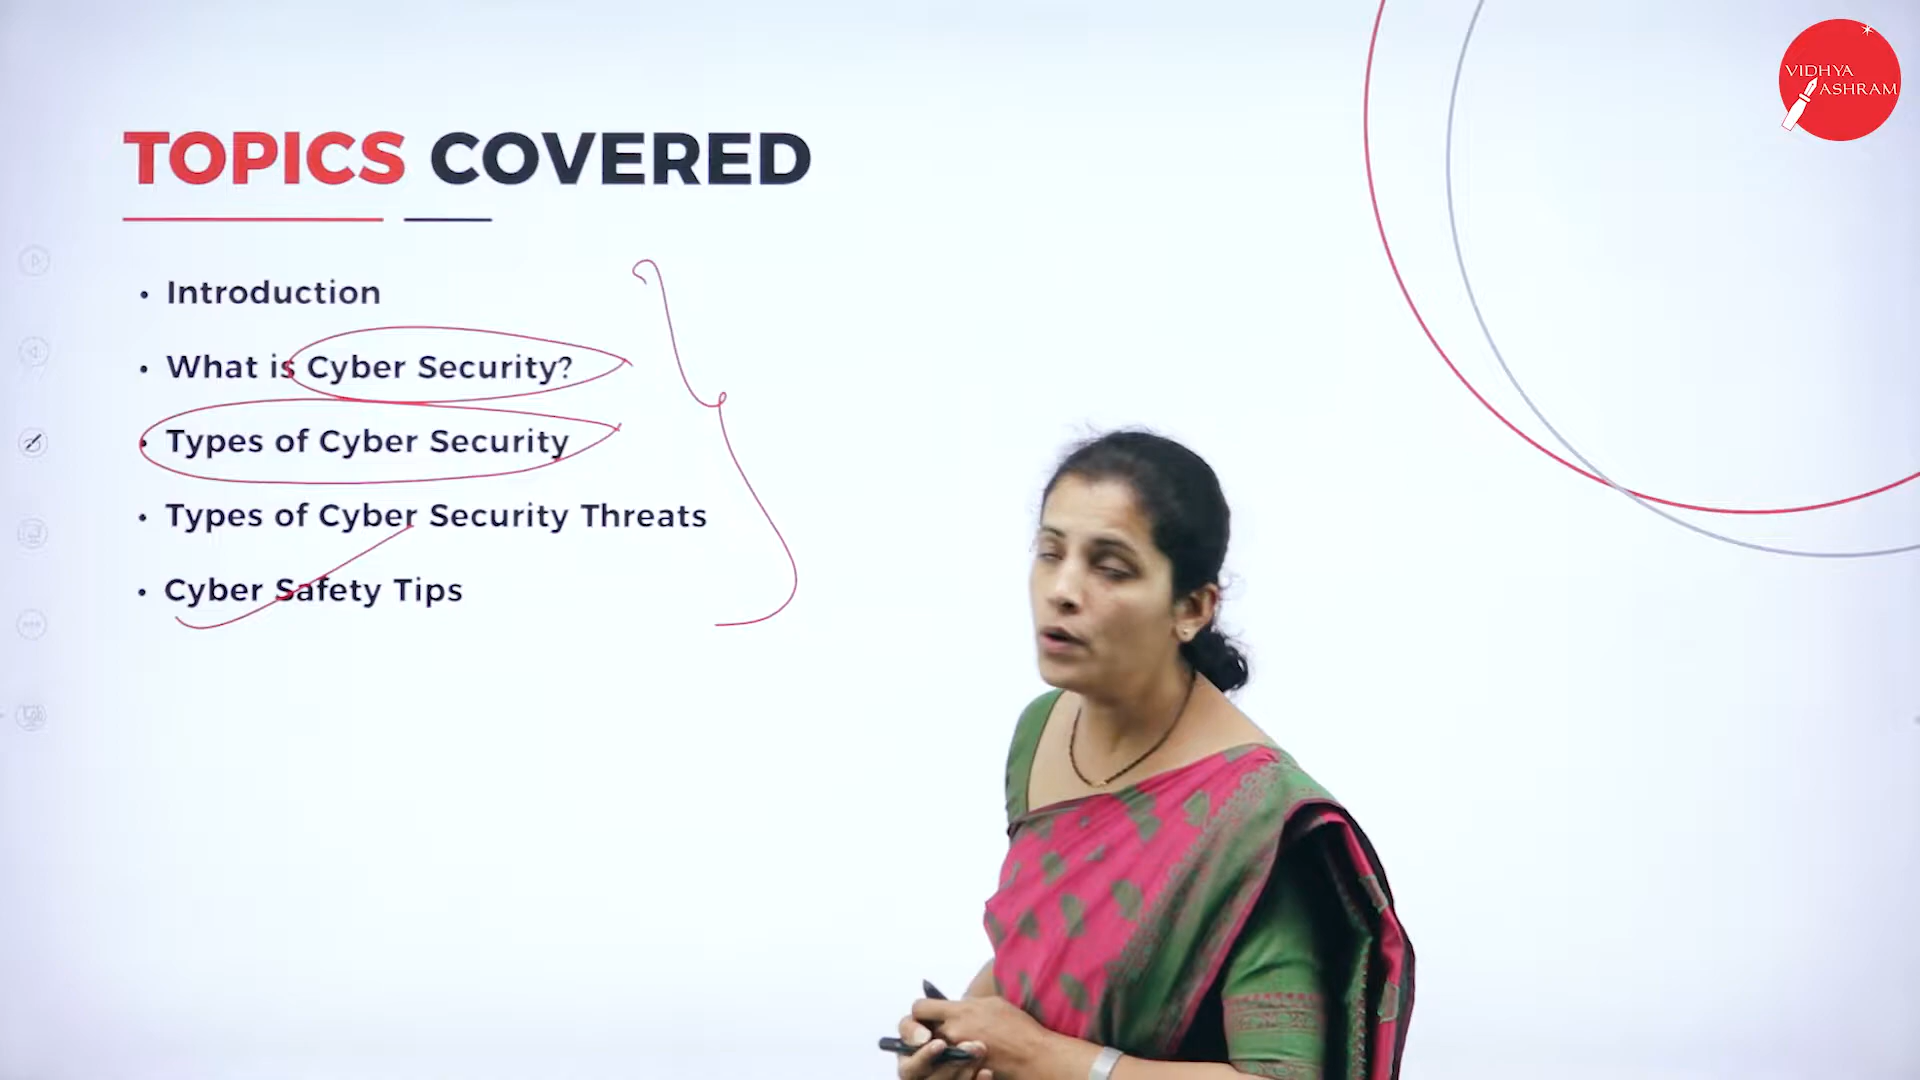 VIDHYA
ASHRAM
TOPICS COVERED
• Introduction
• What is Cyber Security?
• Types of Cyber Security
• Types of Cyber Security Threats
• Cyber Safety Tips